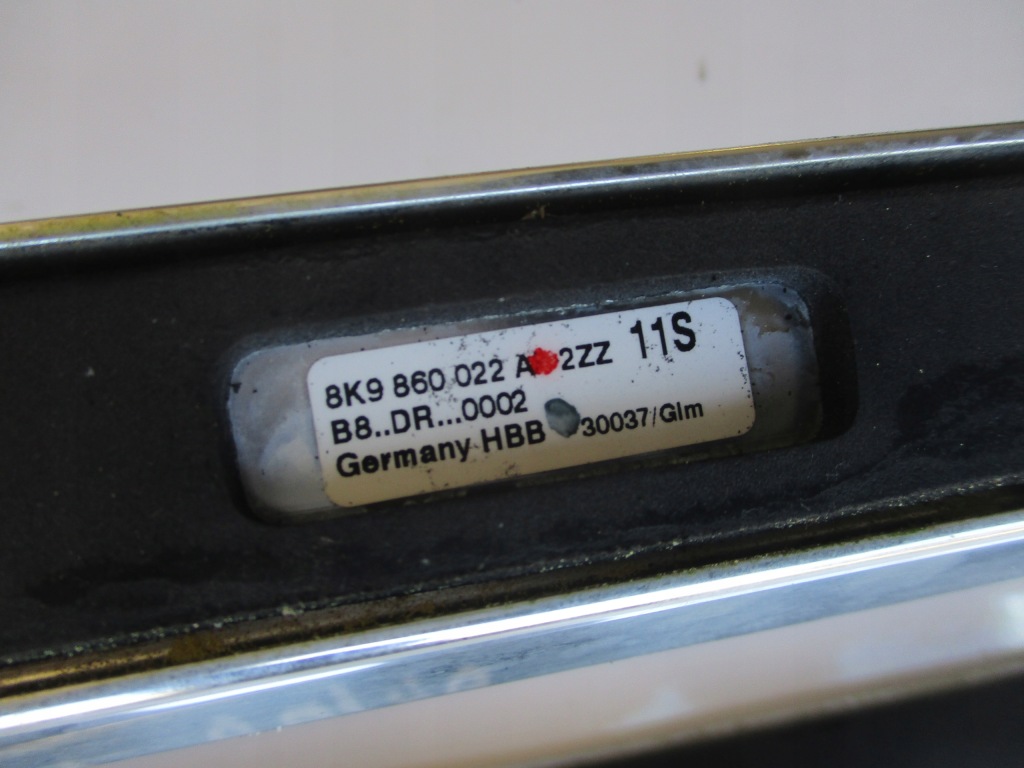 8K9 860 022 A 2ZZ 11S
B8..DR...0002
Germany HBB 30037/Glm